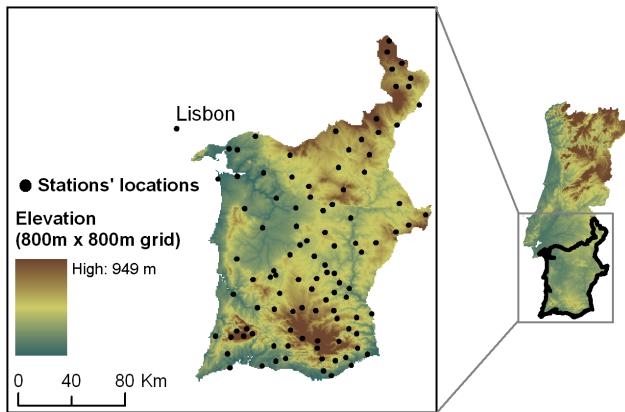 Lisbon
Stations' locations
Elevation
(800m x 800m grid)
High: 949 m
0 40 80 Km